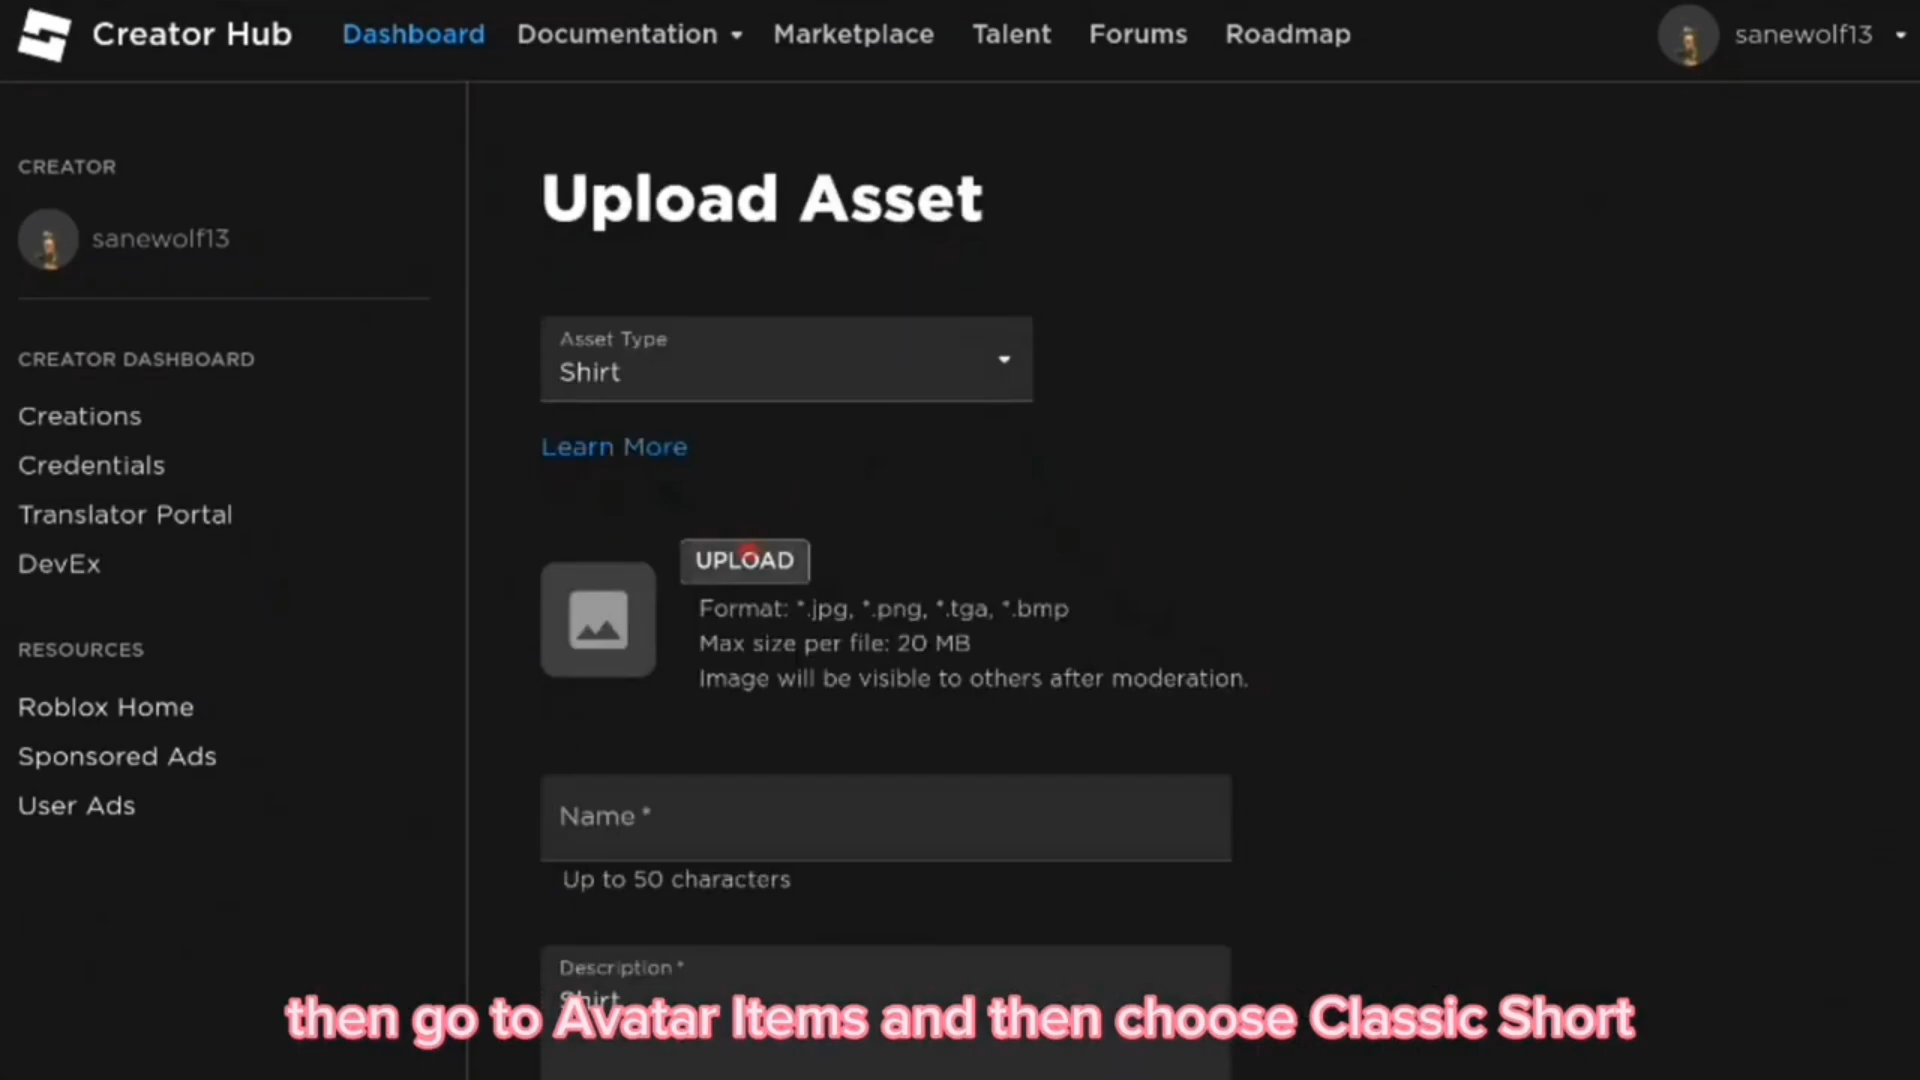 Creator Hub
Dashboard
Documentation
Marketplace
Talent
Forums
Roadmap
sanewolf13
CREATOR
sanewolf13
CREATOR DASHBOARD
Creations
Credentials
Translator Portal
DevEx
RESOURCES
Roblox Home
Sponsored Ads
User Ads
Upload Asset
Asset Type
Shirt
Learn More
UPLOAD
Format: *.jpg, *.png, *.tga, *.bmp
Max size per file: 20 MB
Image will be visible to others after moderation.
Name *
Up to 50 characters
Description *
Shirt
then go to Avatar Items and then choose Classic Short